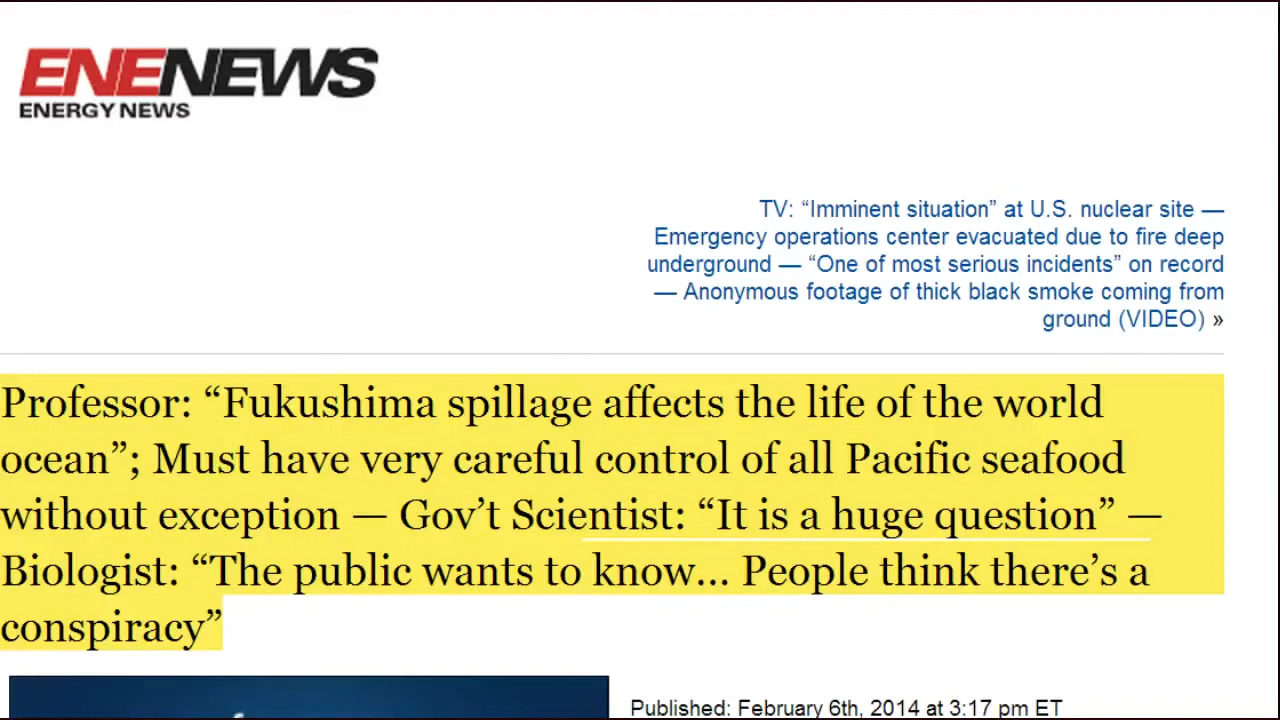 ENENEWS
ENERGY NEWS
TV: “Imminent situation” at U.S. nuclear site —
Emergency operations center evacuated due to fire deep
underground — “One of most serious incidents” on record
— Anonymous footage of thick black smoke coming from
ground (VIDEO) »
Professor: “Fukushima spillage affects the life of the world
ocean”; Must have very careful control of all Pacific seafood
without exception — Gov’t Scientist: “It is a huge question” —
Biologist: “The public wants to know… People think there’s a
conspiracy”
Published: February 6th, 2014 at 3:17 pm ET